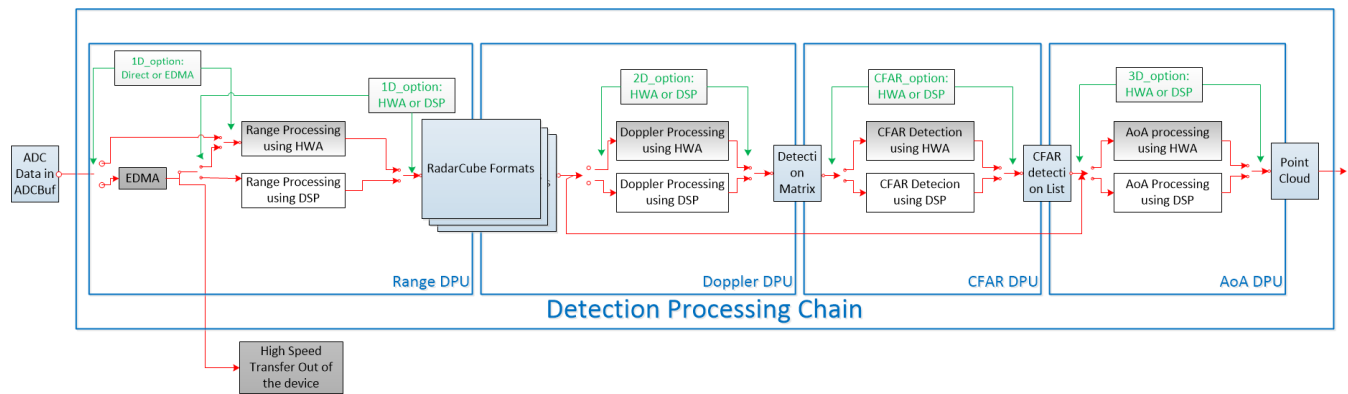 1D_option:
Direct or EDMA
1D_option:
HWA or DSP
2D_option:
HWA or DSP
CFAR_option:
HWA or DSP
3D_option:
HWA or DSP
ADC
Data in
ADCBuf
EDMA
Range Processing
using HWA
Range Processing
using DSP
RadarCube Formats
s
Doppler Processing
using HWA
Doppler Processing
using DSP
Detecti
on
Matrix
CFAR Detection
using HWA
CFAR Detecion
using DSP
CFAR
detecti
on List
AoA processing
using HWA
AoA Processing
using DSP
Point
Cloud
Range DPU
Doppler DPU
CFAR DPU
AoA DPU
Detection Processing Chain
High Speed
Transfer Out of
the device